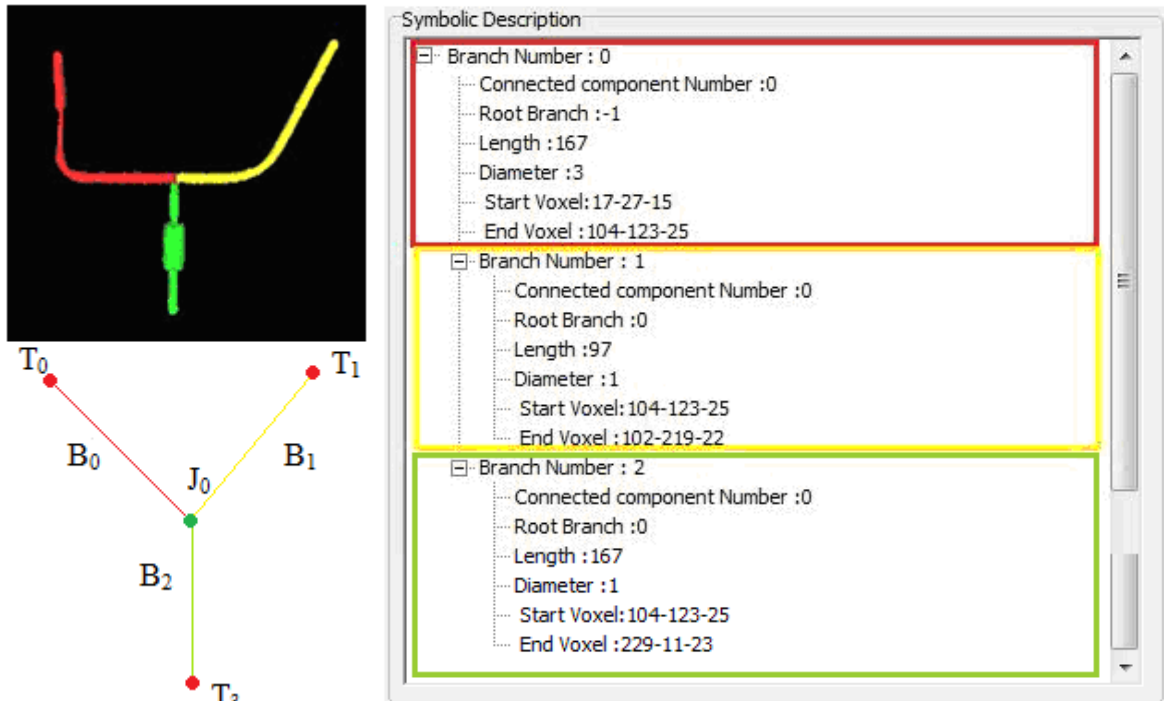 Symbolic Description
Branch Number : 0
Connected component Number :0
Root Branch :-1
Length :167
Diameter :3
Start Voxel:17-27-15
End Voxel :104-123-25
Branch Number : 1
Connected component Number :0
Root Branch :0
Length :97
Diameter :1
Start Voxel:104-123-25
End Voxel :102-219-22
Branch Number : 2
Connected component Number :0
Root Branch :0
Length :167
Diameter :1
Start Voxel:104-123-25
End Voxel :229-11-23
T₀
T₁
B₀
B₁
J₀
B₂